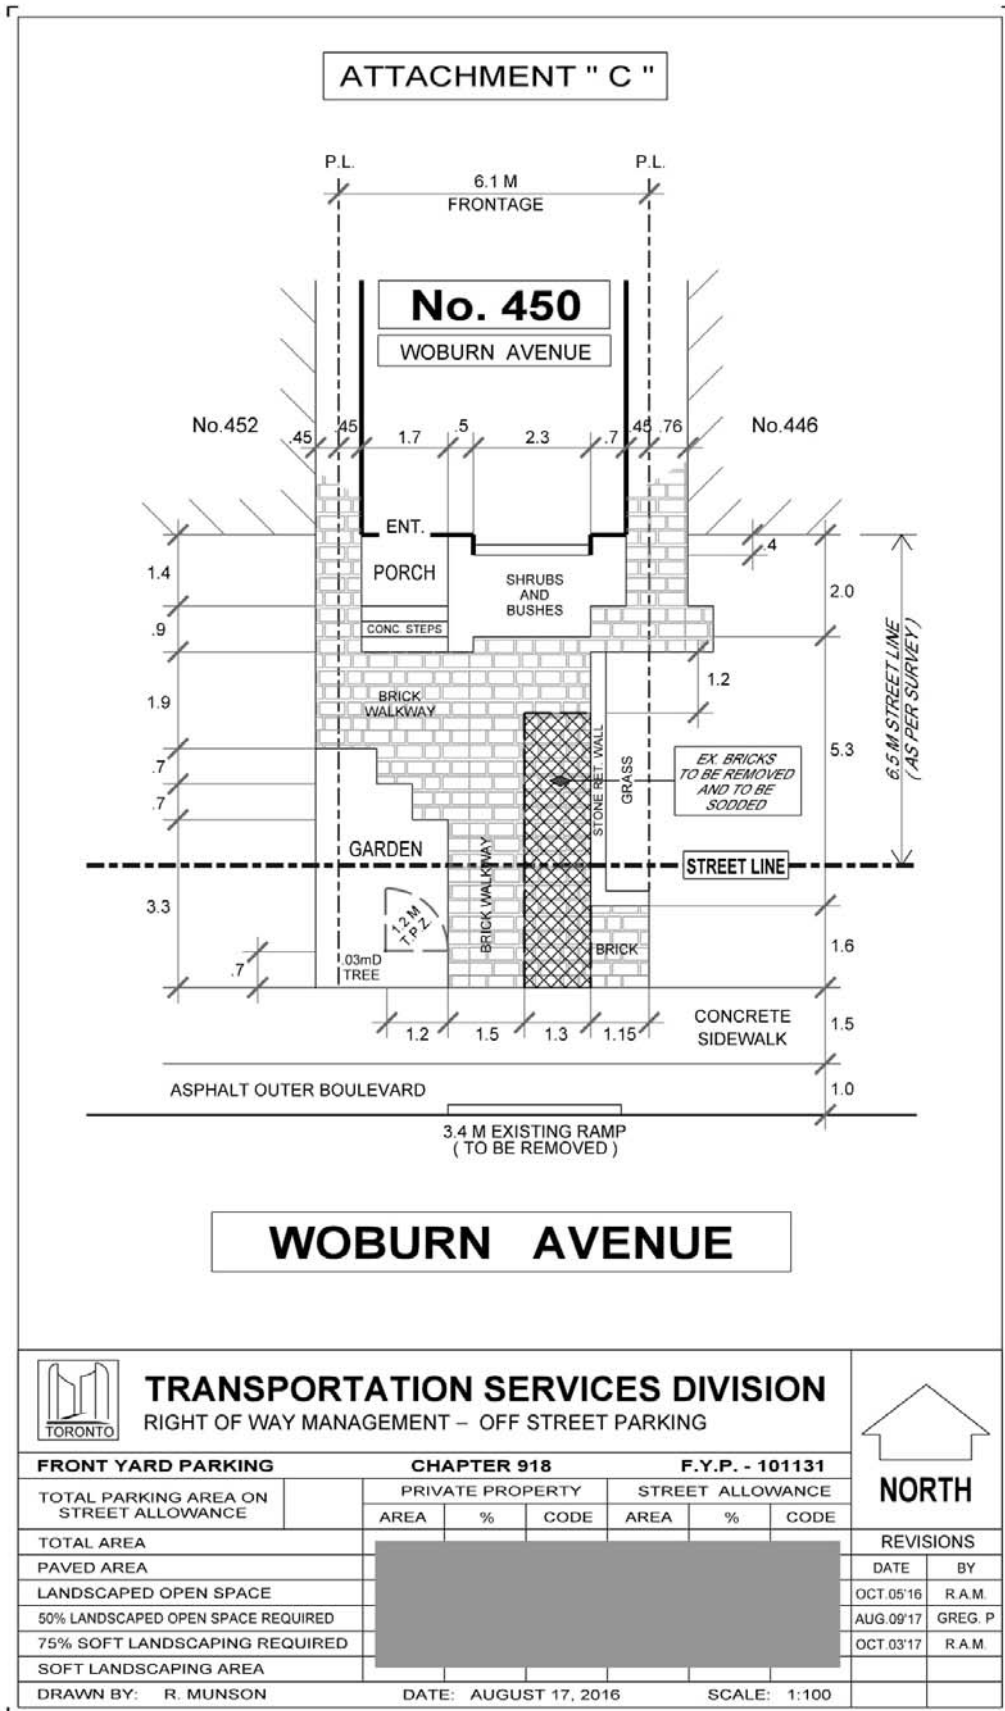 ATTACHMENT " C "
P.L.
P.L.
6.1 M
FRONTAGE
No. 450
WOBURN AVENUE
No.452
No.446
.45
.45
1.7
.5
2.3
.7
.45
.76
ENT.
.4
1.4
PORCH
SHRUBS
AND
BUSHES
2.0
.9
CONC. STEPS
6.5 M STREET LINE
( AS PER SURVEY )
1.9
BRICK
WALKWAY
1.2
5.3
.7
.7
STONE RET. WALL
GRASS
EX. BRICKS
TO BE REMOVED
AND TO BE
SODDED
GARDEN
STREET LINE
3.3
1.2 M
T.P.Z.
BRICK WALKWAY
BRICK
1.6
.7
.03mD
TREE
1.2
1.5
1.3
1.15
CONCRETE
SIDEWALK
1.5
ASPHALT OUTER BOULEVARD
1.0
3.4 M EXISTING RAMP
( TO BE REMOVED )
WOBURN AVENUE
TORONTO
TRANSPORTATION SERVICES DIVISION
RIGHT OF WAY MANAGEMENT – OFF STREET PARKING
NORTH
FRONT YARD PARKING CHAPTER 918 F.Y.P. - 101131
TOTAL PARKING AREA ON
STREET ALLOWANCE
PRIVATE PROPERTY STREET ALLOWANCE
AREA % CODE AREA % CODE
TOTAL AREA
PAVED AREA
LANDSCAPED OPEN SPACE
50% LANDSCAPED OPEN SPACE REQUIRED
75% SOFT LANDSCAPING REQUIRED
SOFT LANDSCAPING AREA
REVISIONS
DATE BY
OCT.05'16 R.A.M.
AUG.09'17 GREG. P
OCT.03'17 R.A.M.
DRAWN BY: R. MUNSON DATE: AUGUST 17, 2016 SCALE: 1:100